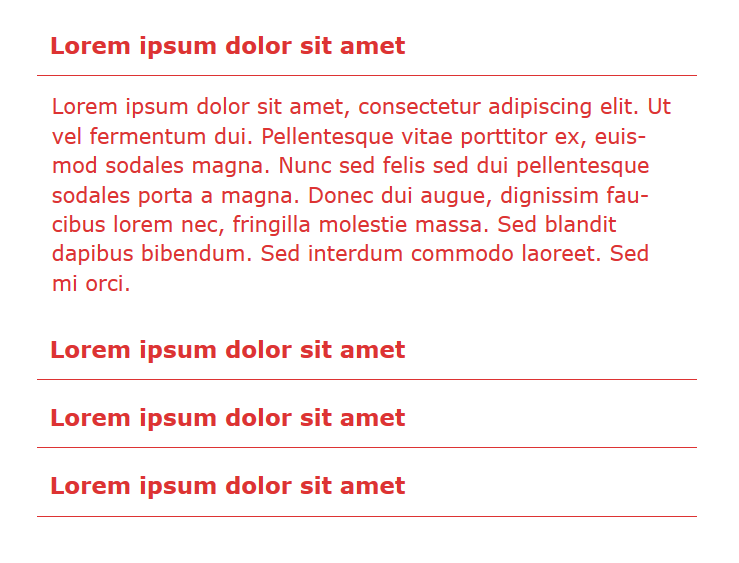 Lorem ipsum dolor sit amet
Lorem ipsum dolor sit amet, consectetur adipiscing elit. Ut
vel fermentum dui. Pellentesque vitae porttitor ex, euis-
mod sodales magna. Nunc sed felis sed dui pellentesque
sodales porta a magna. Donec dui augue, dignissim fau-
cibus lorem nec, fringilla molestie massa. Sed blandit
dapibus bibendum. Sed interdum commodo laoreet. Sed
mi orci.
Lorem ipsum dolor sit amet
Lorem ipsum dolor sit amet
Lorem ipsum dolor sit amet